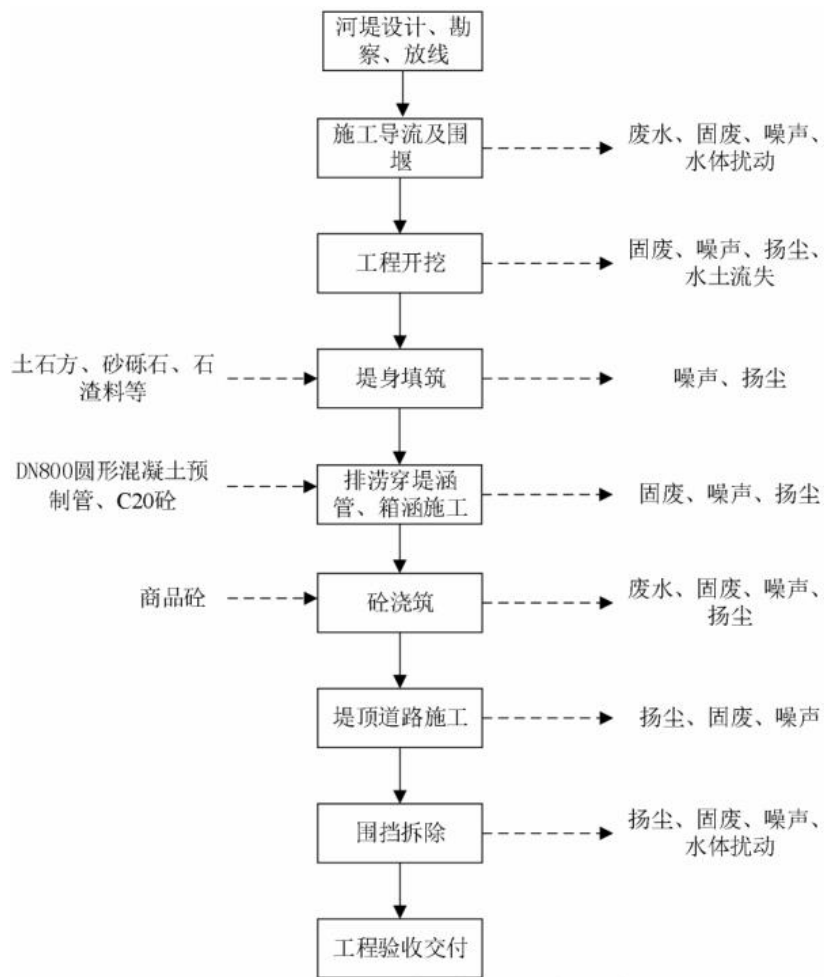 河堤设计、勘
察、放线
施工导流及围
堰
废水、固废、噪声、
水体扰动
工程开挖
固废、噪声、扬尘、
水土流失
土石方、砂砾石、石
渣料等
堤身填筑
噪声、扬尘
DN800圆形混凝土预
制管、C20砼
排涝穿堤涵
管、箱涵施工
固废、噪声、扬尘
商品砼
砼浇筑
废水、固废、噪声、
扬尘
堤顶道路施工
扬尘、固废、噪声
围挡拆除
扬尘、固废、噪声、
水体扰动
工程验收交付